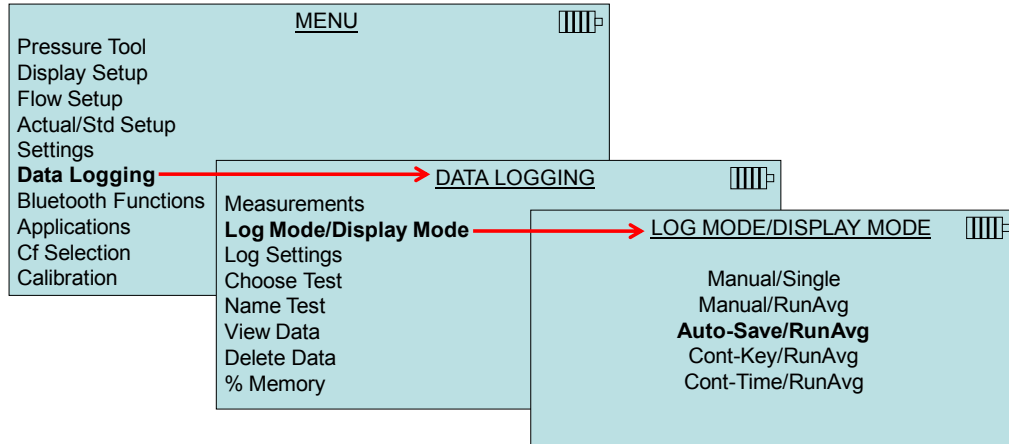 MENU
Pressure Tool
Display Setup
Flow Setup
Actual/Std Setup
Settings
Data Logging
Bluetooth Functions
Applications
Cf Selection
Calibration
DATA LOGGING
Measurements
Log Mode/Display Mode
Log Settings
Choose Test
Name Test
View Data
Delete Data
% Memory
LOG MODE/DISPLAY MODE
Manual/Single
Manual/RunAvg
Auto-Save/RunAvg
Cont-Key/RunAvg
Cont-Time/RunAvg